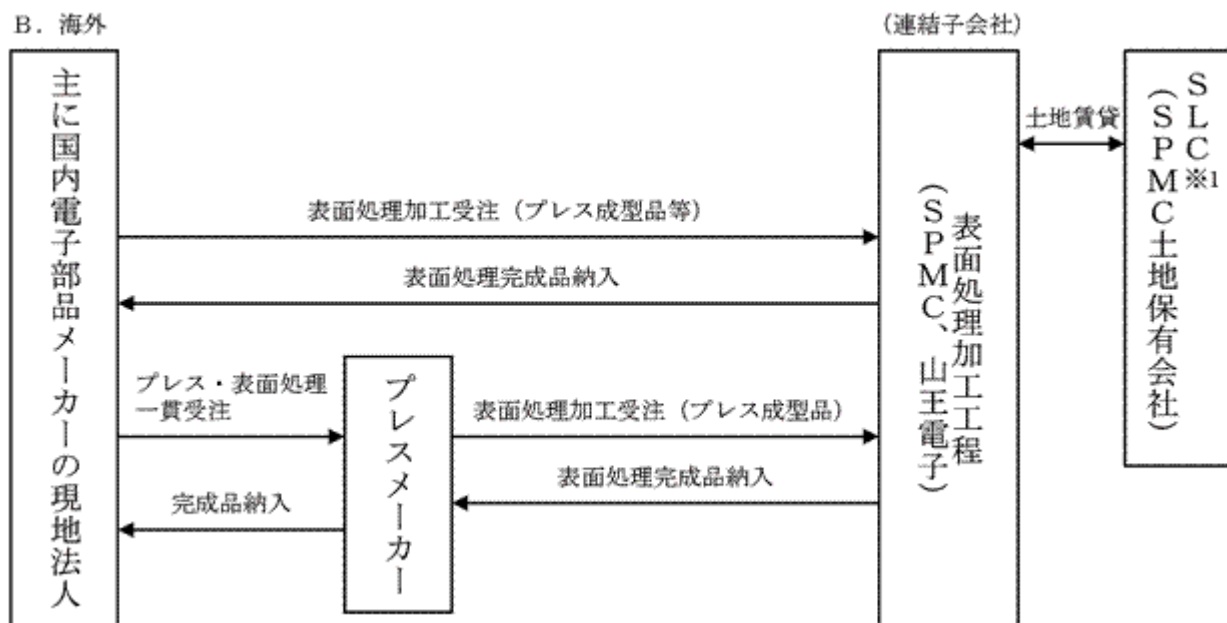 B．海外
（連結子会社）
主に国内電子部品メーカーの現地法人
表面処理加工受注（プレス成型品等）
表面処理完成品納入
プレス・表面処理
一貫受注
完成品納入
プレスメーカー
表面処理加工受注（プレス成型品）
表面処理完成品納入
表面処理加工工程
（SPMC、山王電子）
土地賃貸
SLC※1
（SPMC土地保有会社）